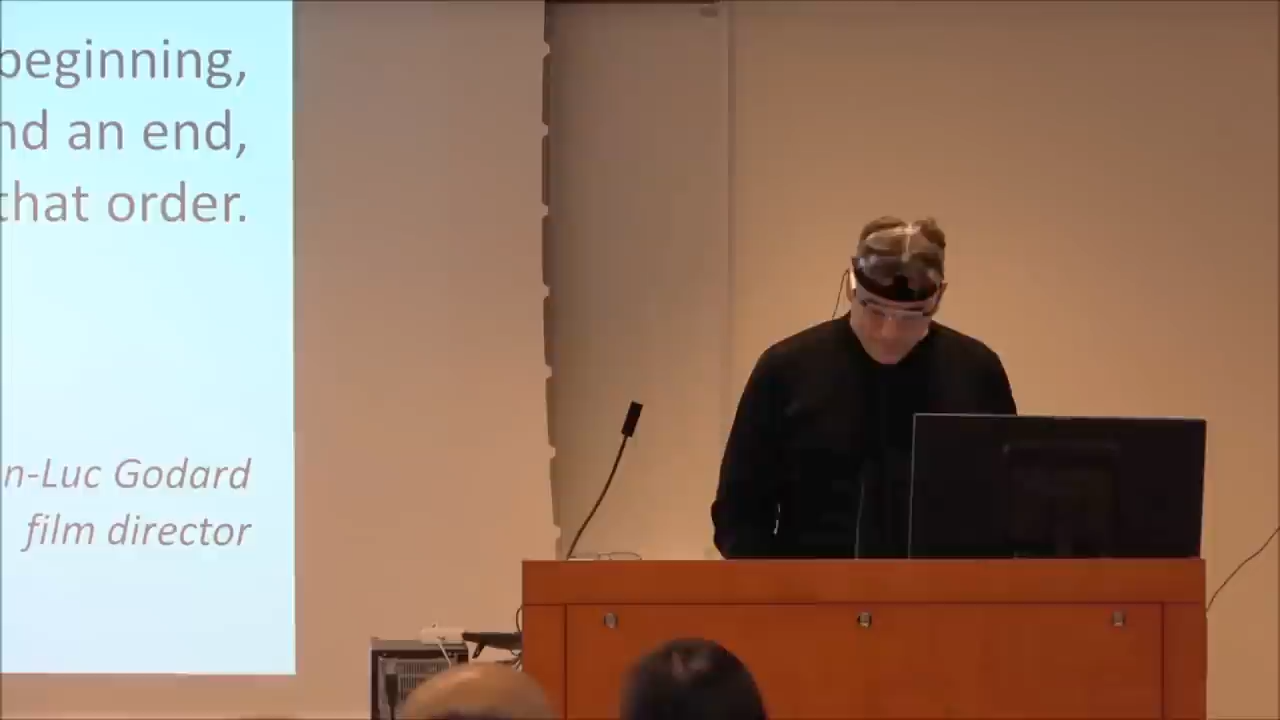 beginning,
nd an end,
that order.
n-Luc Godard
film director